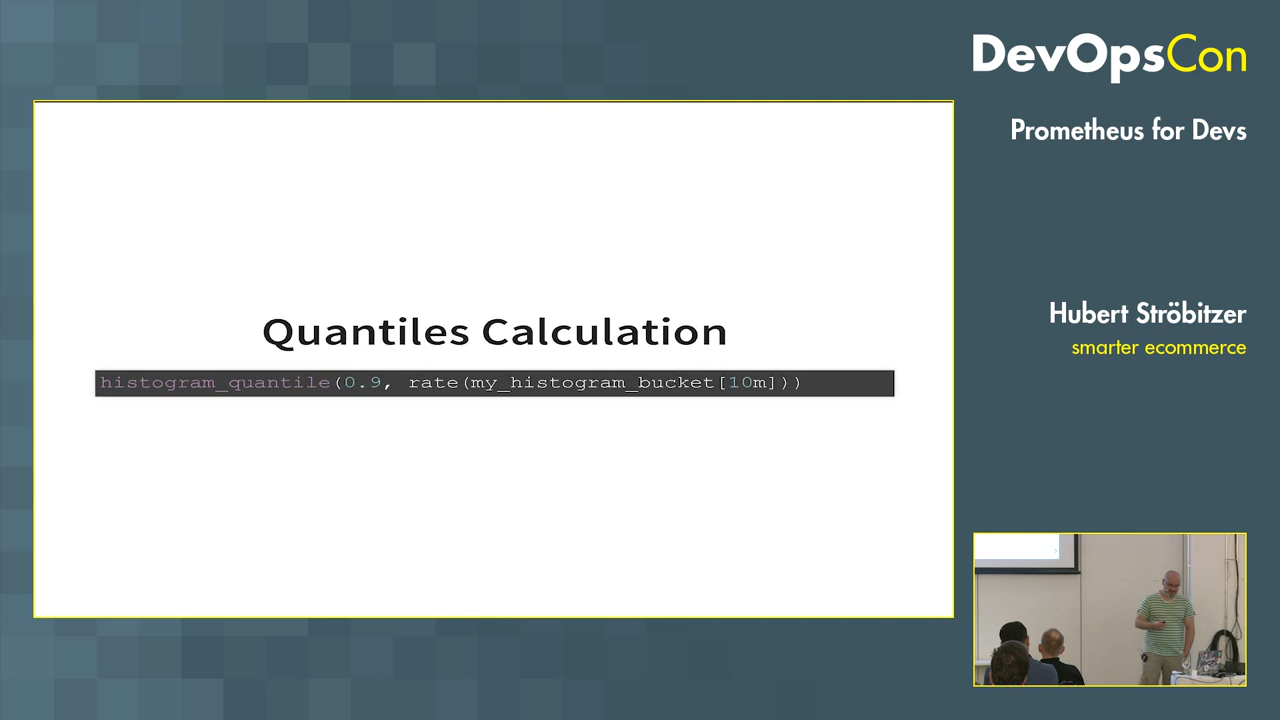 DevOpsCon
Prometheus for Devs
Quantiles Calculation
histogram_quantile(0.9, rate(my_histogram_bucket[10m]))
Hubert Ströbitzer
smarter ecommerce